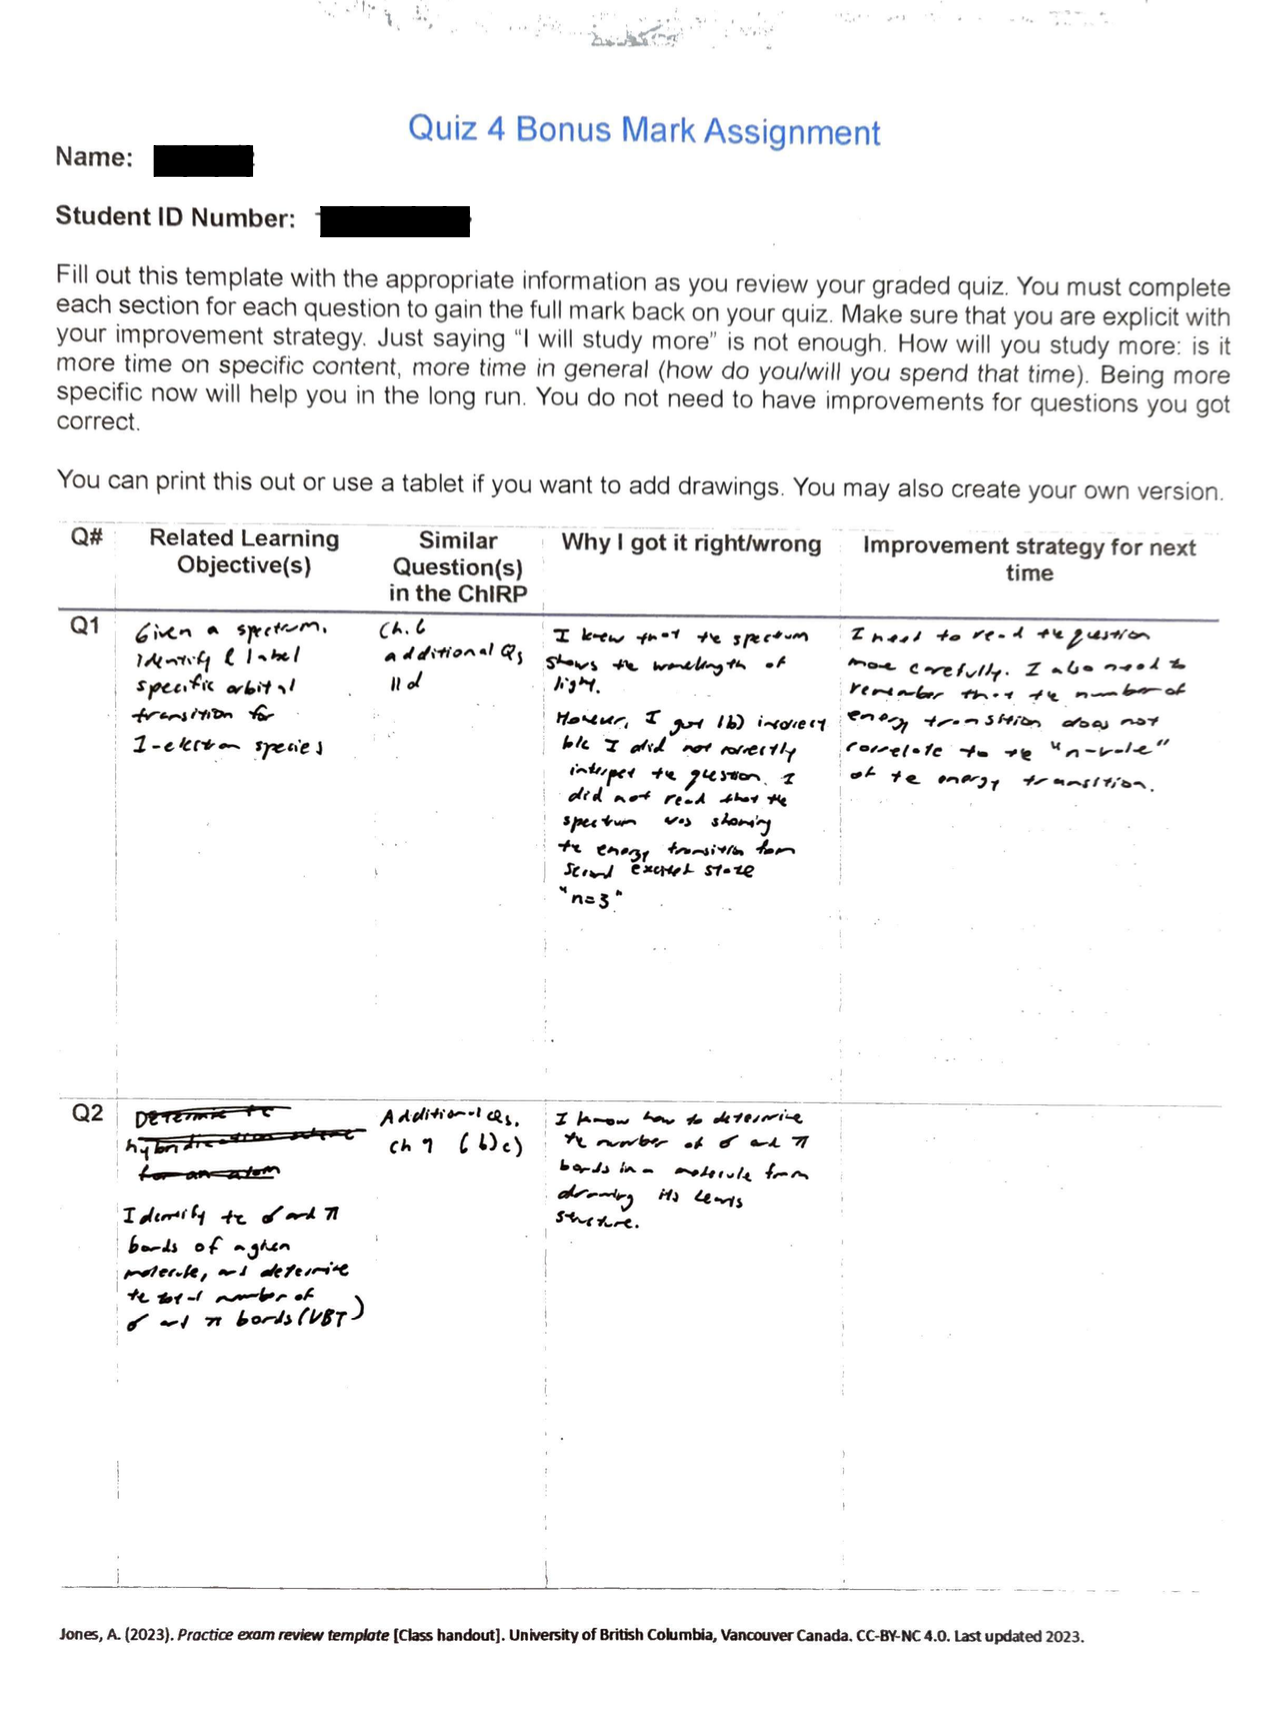 Quiz 4 Bonus Mark Assignment
Name:
Student ID Number:
Fill out this template with the appropriate information as you review your graded quiz. You must complete
each section for each question to gain the full mark back on your quiz. Make sure that you are explicit with
your improvement strategy. Just saying “I will study more” is not enough. How will you study more: is it
more time on specific content, more time in general (how do you/will you spend that time). Being more
specific now will help you in the long run. You do not need to have improvements for questions you got
correct.
You can print this out or use a tablet if you want to add drawings. You may also create your own version.
Q#
Related Learning
Objective(s)
Similar
Question(s)
in the ChIRP
Why I got it right/wrong
Improvement strategy for next
time
Q1
Given a spectrum,
identify & label
specific orbital
transition for
1-electron species
Ch. 6
additional Qs
11 d
I knew that the spectrum
shows the wavelength of
light.
However, I got 1b) incorrect
b/c I did not correctly
interpet the question. I
did not read that the
spectrum was showing
the energy transition from
second excited state
"n=3"
I need to read the question
more carefully. I also need to
remember that the number of
energy transition does not
correlate to the "n-value"
of the energy transition.
Q2
Determine the
hybridization scheme
for an atom
Identify the σ and π
bonds of a given
molecule, and determine
the total number of
σ and π bonds (VBT)
Additional Qs.
Ch 9 (b)c)
I know how to determine
the number of σ and π
bonds in a molecule from
drawing its Lewis
structure.
Jones, A. (2023). Practice exam review template [Class handout]. University of British Columbia, Vancouver Canada. CC-BY-NC 4.0. Last updated 2023.